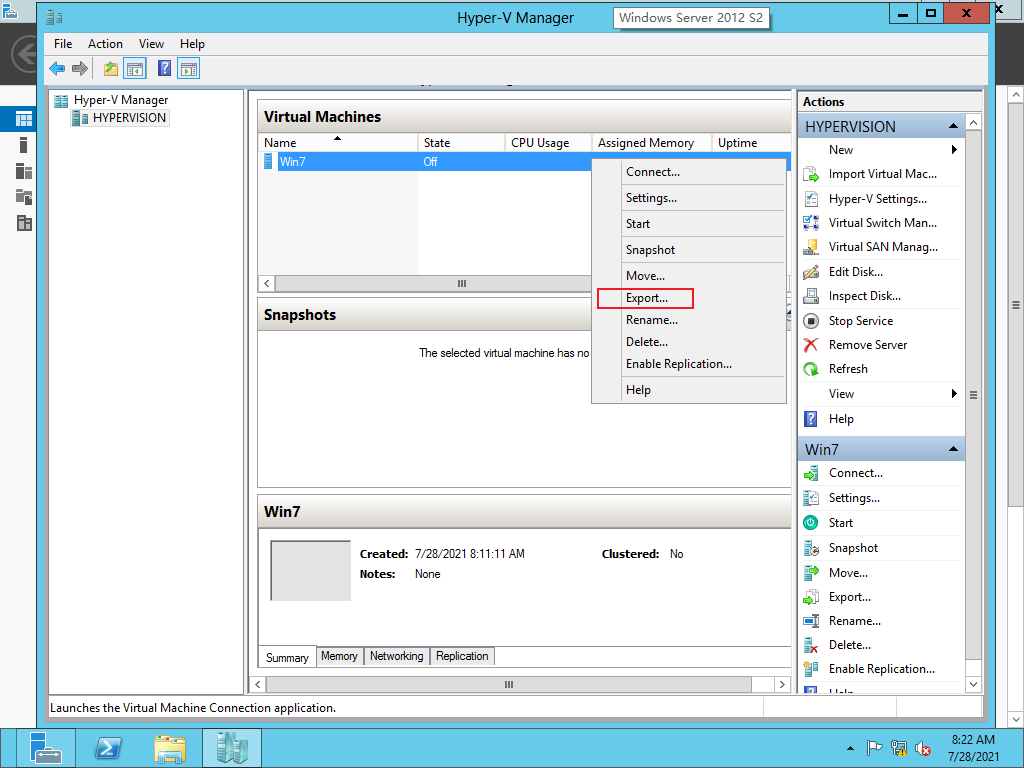 Hyper-V Manager
Windows Server 2012 S2
File Action View Help
Hyper-V Manager
HYPERVISION
Virtual Machines
Name State CPU Usage Assigned Memory Uptime
Win7 Off
Connect...
Settings...
Start
Snapshot
Move...
Export...
Rename...
Delete...
Enable Replication...
Help
Snapshots
The selected virtual machine has no
Win7
Created: 7/28/2021 8:11:11 AM Clustered: No
Notes: None
Summary Memory Networking Replication
Actions
HYPERVISION
New
Import Virtual Mac...
Hyper-V Settings...
Virtual Switch Man...
Virtual SAN Manag...
Edit Disk...
Inspect Disk...
Stop Service
Remove Server
Refresh
View
Help
Win7
Connect...
Settings...
Start
Snapshot
Move...
Export...
Rename...
Delete...
Enable Replication...
Help
Launches the Virtual Machine Connection application.
8:22 AM
7/28/2021